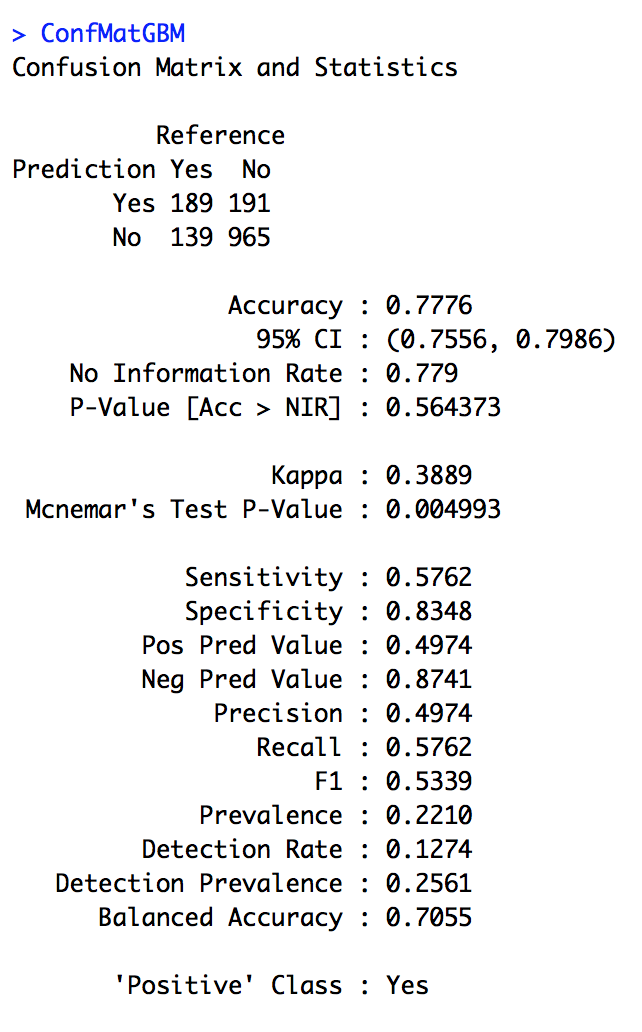 > ConfMatGBM
Confusion Matrix and Statistics
Reference
Prediction Yes No
Yes 189 191
No 139 965
Accuracy : 0.7776
95% CI : (0.7556, 0.7986)
No Information Rate : 0.779
P-Value [Acc > NIR] : 0.564373
Kappa : 0.3889
Mcnemar's Test P-Value : 0.004993
Sensitivity : 0.5762
Specificity : 0.8348
Pos Pred Value : 0.4974
Neg Pred Value : 0.8741
Precision : 0.4974
Recall : 0.5762
F1 : 0.5339
Prevalence : 0.2210
Detection Rate : 0.1274
Detection Prevalence : 0.2561
Balanced Accuracy : 0.7055
'Positive' Class : Yes